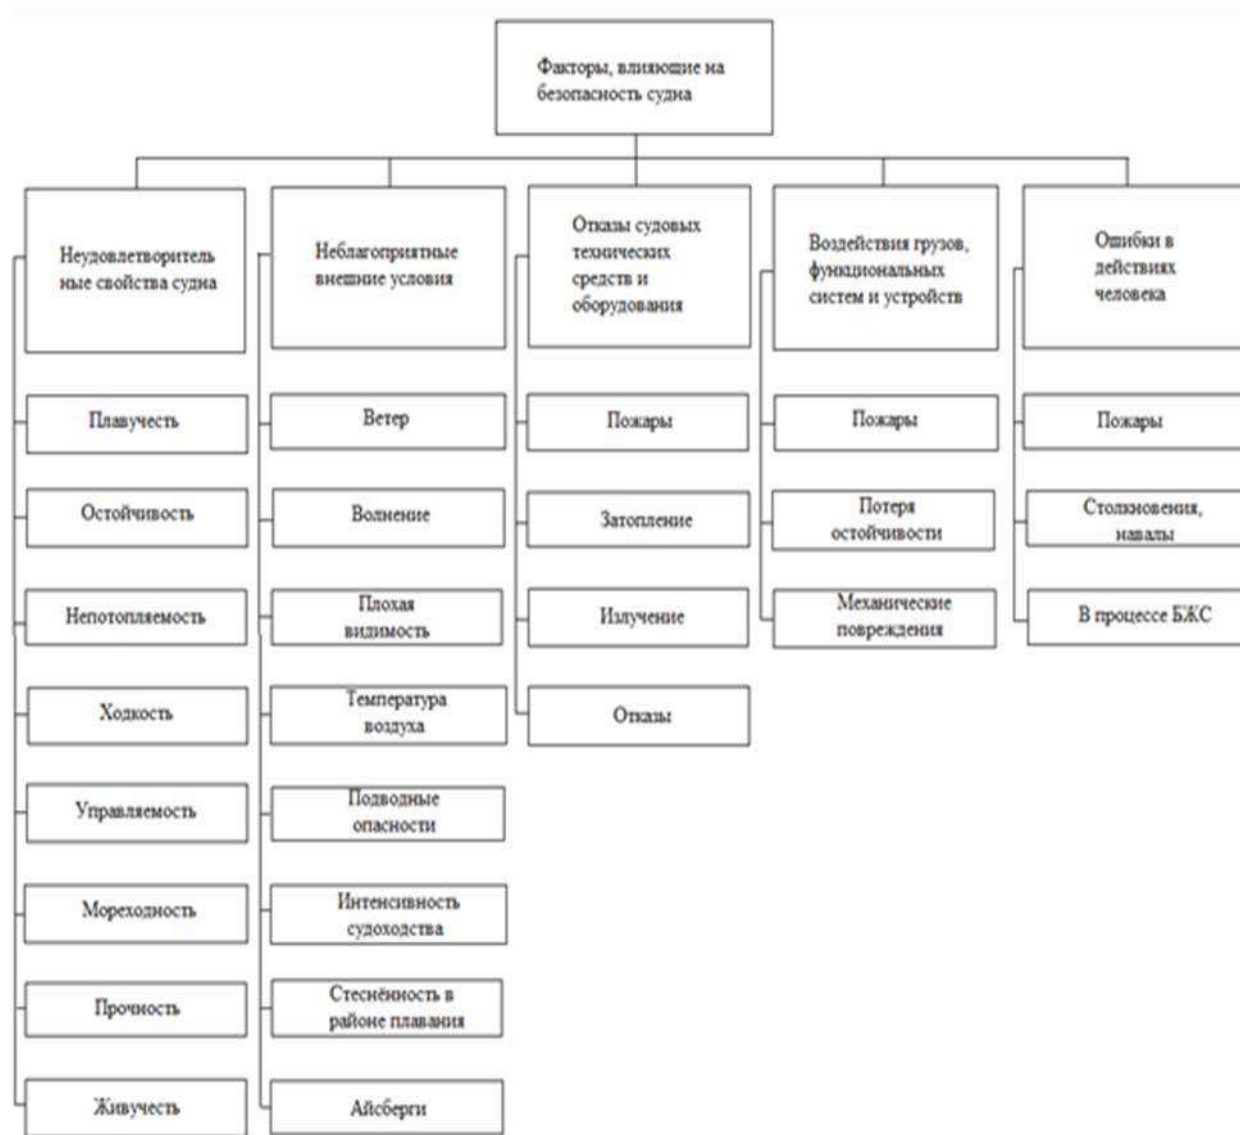 Факторы, влияющие на
безопасность судна
Неудовлетворитель
ные свойства судна
Плавучесть
Остойчивость
Непотопляемость
Ходкость
Управляемость
Мореходность
Прочность
Живучесть
Неблагоприятные
внешние условия
Ветер
Волнение
Плохая
видимость
Температура
воздуха
Подводные
опасности
Интенсивность
судоходства
Стеснённость в
районе плавания
Айсберги
Отказы судовых
технических
средств и
оборудования
Пожары
Затопление
Излучение
Отказы
Воздействия грузов,
функциональных
систем и устройств
Пожары
Потеря
остойчивости
Механические
повреждения
Ошибки в
действиях
человека
Пожары
Столкновения,
навалы
В процессе БЖС